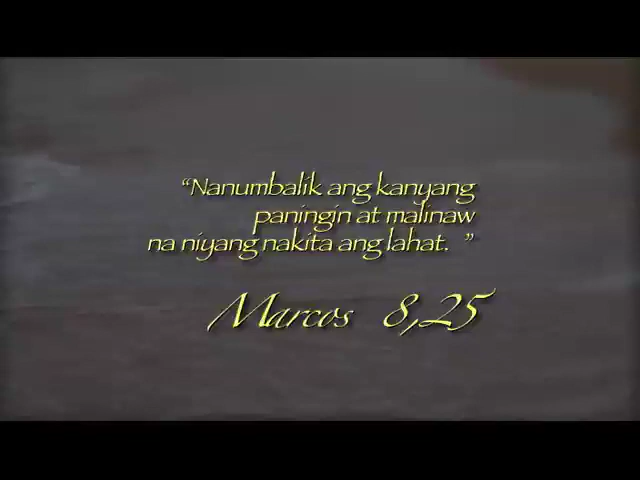 “Nanumbalik ang kanyang
paningin at malinaw
na niyang nakita ang lahat. ”
Marcos 8,25